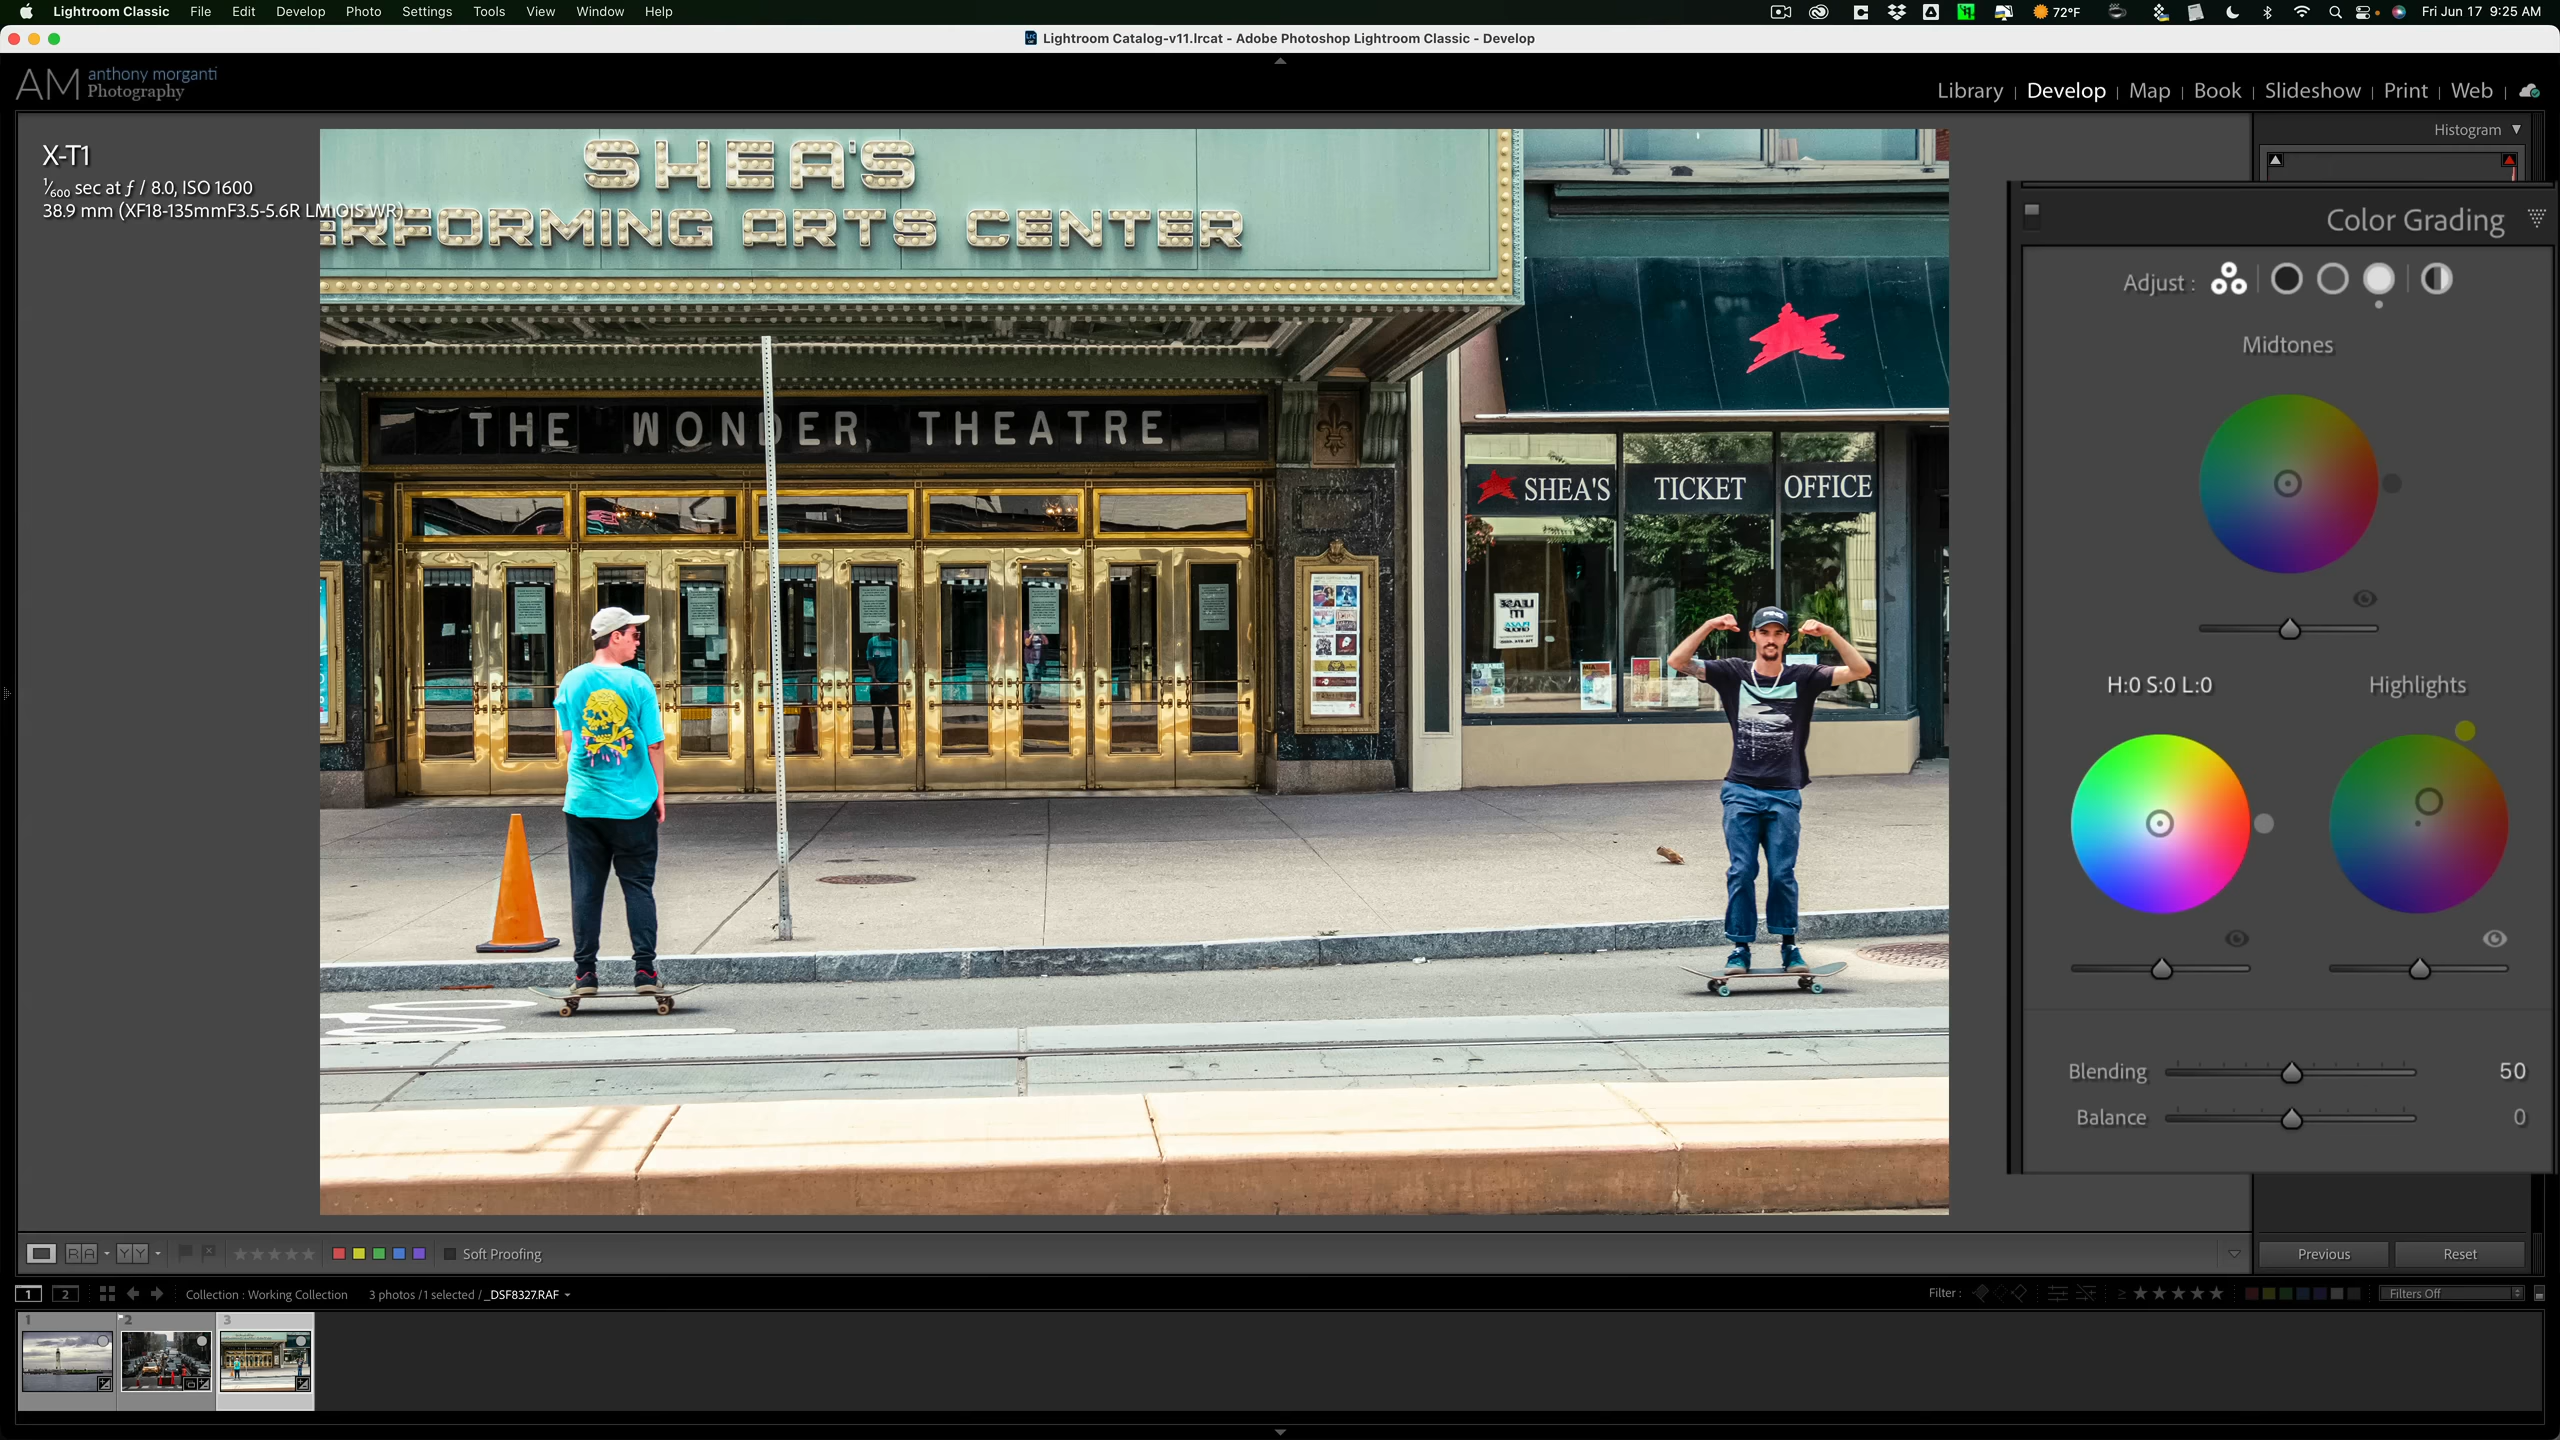 Lightroom Classic File Edit Develop Photo Settings Tools View Window Help 72°F Fri Jun 17 9:25 AM
Lightroom Catalog-v11.lrcat - Adobe Photoshop Lightroom Classic - Develop
AM anthony morganti
Photography
Library | Develop | Map | Book | Slideshow | Print | Web
Histogram
X-T1
1/600 sec at ƒ / 8.0, ISO 1600
38.9 mm (XF18-135mmF3.5-5.6R LM OIS WR)
SHEA'S
ERFORMING ARTS CENTER
THE WONDER THEATRE
SHEA'S TICKET OFFICE
Color Grading
Adjust :
Midtones
H:0 S:0 L:0 Highlights
Blending 50
Balance 0
Soft Proofing
Previous Reset
1 2 Collection : Working Collection 3 photos / 1 selected / _DSF8327.RAF
Filter : Filters Off
1 2 3